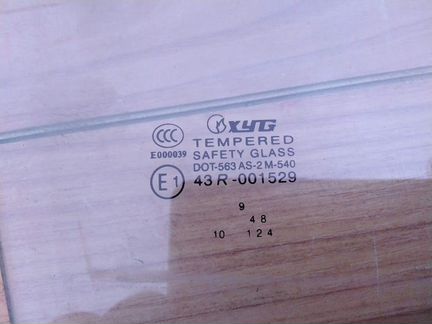 CCC XYG
TEMPERED
E000039 SAFETY GLASS
DOT-563 AS-2 M-540
E1 43R-001529
9
4 8
10 1 2 4